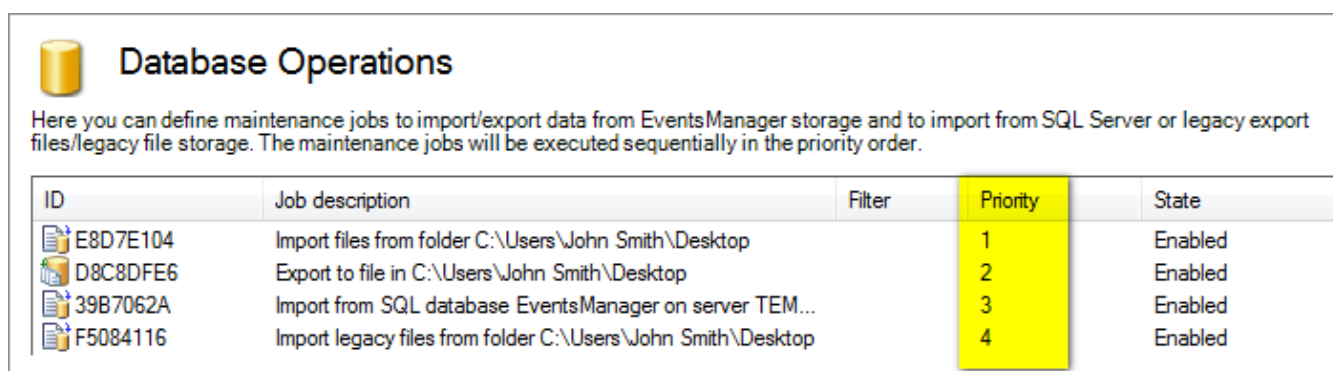 Database Operations
Here you can define maintenance jobs to import/export data from EventsManager storage and to import from SQL Server or legacy export
files/legacy file storage. The maintenance jobs will be executed sequentially in the priority order.
ID Job description Filter Priority State
E8D7E104 Import files from folder C:\Users\John Smith\Desktop 1 Enabled
D8C8DFE6 Export to file in C:\Users\John Smith\Desktop 2 Enabled
39B7062A Import from SQL database EventsManager on server TEM... 3 Enabled
F5084116 Import legacy files from folder C:\Users\John Smith\Desktop 4 Enabled